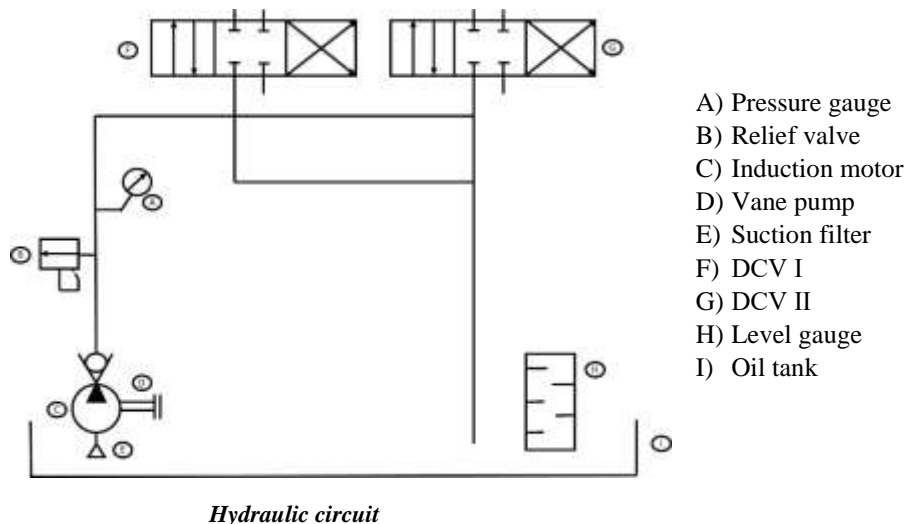 F
G
A) Pressure gauge
B) Relief valve
C) Induction motor
D) Vane pump
E) Suction filter
F) DCV I
G) DCV II
H) Level gauge
I) Oil tank
A
B
H
D
C
E
I
Hydraulic circuit